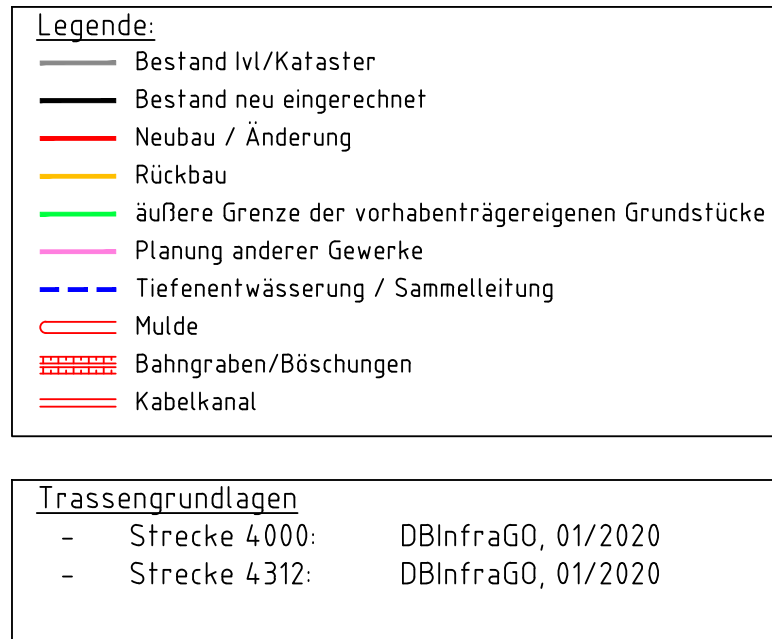 Legende:
Bestand Ivl/Kataster
Bestand neu eingerechnet
Neubau / Änderung
Rückbau
äußere Grenze der vorhabenträgereigenen Grundstücke
Planung anderer Gewerke
Tiefenentwässerung / Sammelleitung
Mulde
Bahngraben/Böschungen
Kabelkanal
Trassengrundlagen
- Strecke 4000: DBInfraGO, 01/2020
- Strecke 4312: DBInfraGO, 01/2020